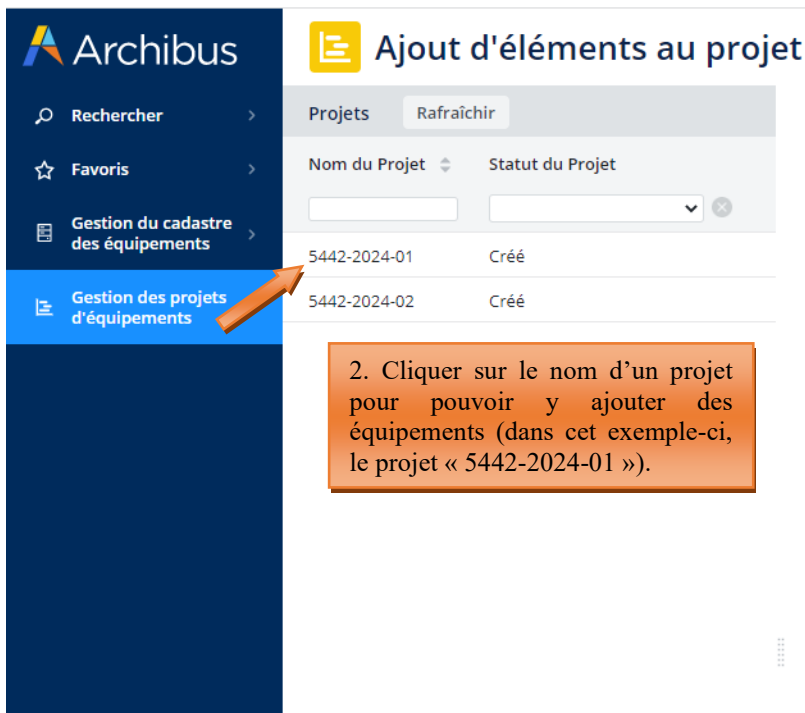 Archibus
Ajout d'éléments au projet
Rechercher
Favoris
Gestion du cadastre
des équipements
Gestion des projets
d'équipements
Projets Rafraîchir
Nom du Projet Statut du Projet
5442-2024-01 Créé
5442-2024-02 Créé
2. Cliquer sur le nom d’un projet
pour pouvoir y ajouter des
équipements (dans cet exemple-ci,
le projet « 5442-2024-01 »).